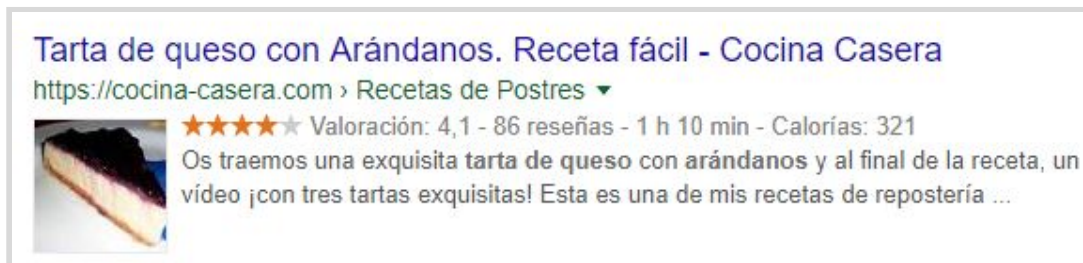 Tarta de queso con Arándanos. Receta fácil - Cocina Casera
https://cocina-casera.com › Recetas de Postres
Valoración: 4,1 - 86 reseñas - 1 h 10 min - Calorías: 321
Os traemos una exquisita tarta de queso con arándanos y al final de la receta, un
vídeo ¡con tres tartas exquisitas! Esta es una de mis recetas de repostería ...